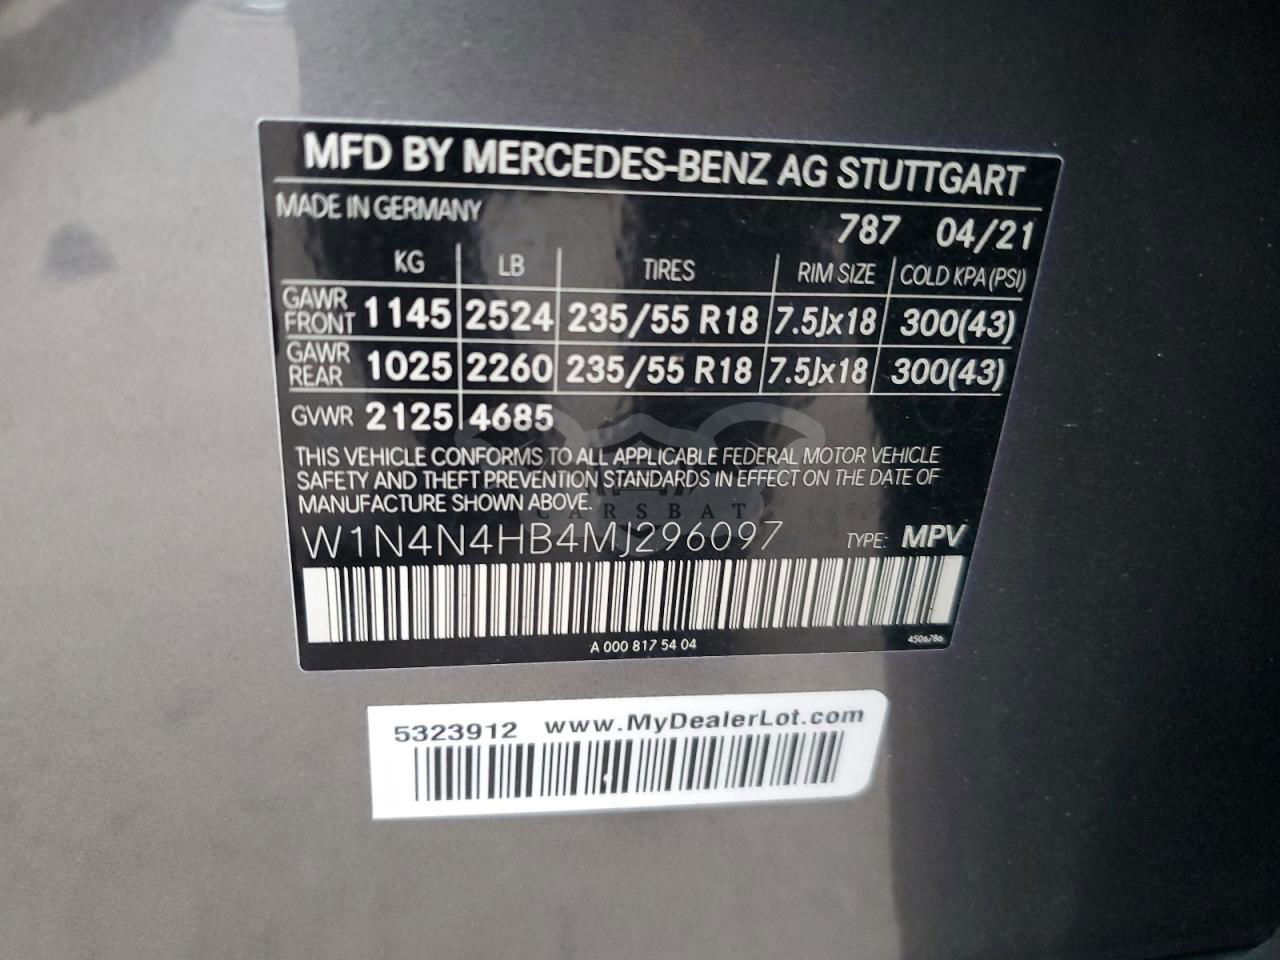 MFD BY MERCEDES-BENZ AG STUTTGART
MADE IN GERMANY
787 04/21
KG LB TIRES RIM SIZE COLD KPA (PSI)
GAWR FRONT 1145 2524 235/55 R18 7.5Jx18 300(43)
GAWR REAR 1025 2260 235/55 R18 7.5Jx18 300(43)
GVWR 2125 4685
THIS VEHICLE CONFORMS TO ALL APPLICABLE FEDERAL MOTOR VEHICLE
SAFETY AND THEFT PREVENTION STANDARDS IN EFFECT ON THE DATE OF
MANUFACTURE SHOWN ABOVE.
CARSBAT
W1N4N4HB4MJ296097 TYPE: MPV
A 000 817 54 04
4506786
5323912 www.MyDealerLot.com